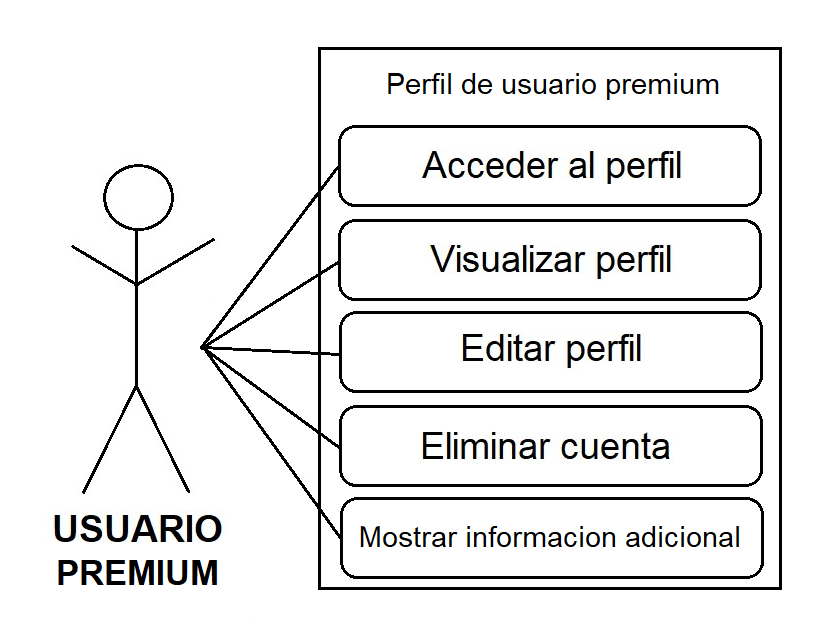 Perfil de usuario premium
Acceder al perfil
Visualizar perfil
Editar perfil
Eliminar cuenta
Mostrar informacion adicional
USUARIO
PREMIUM